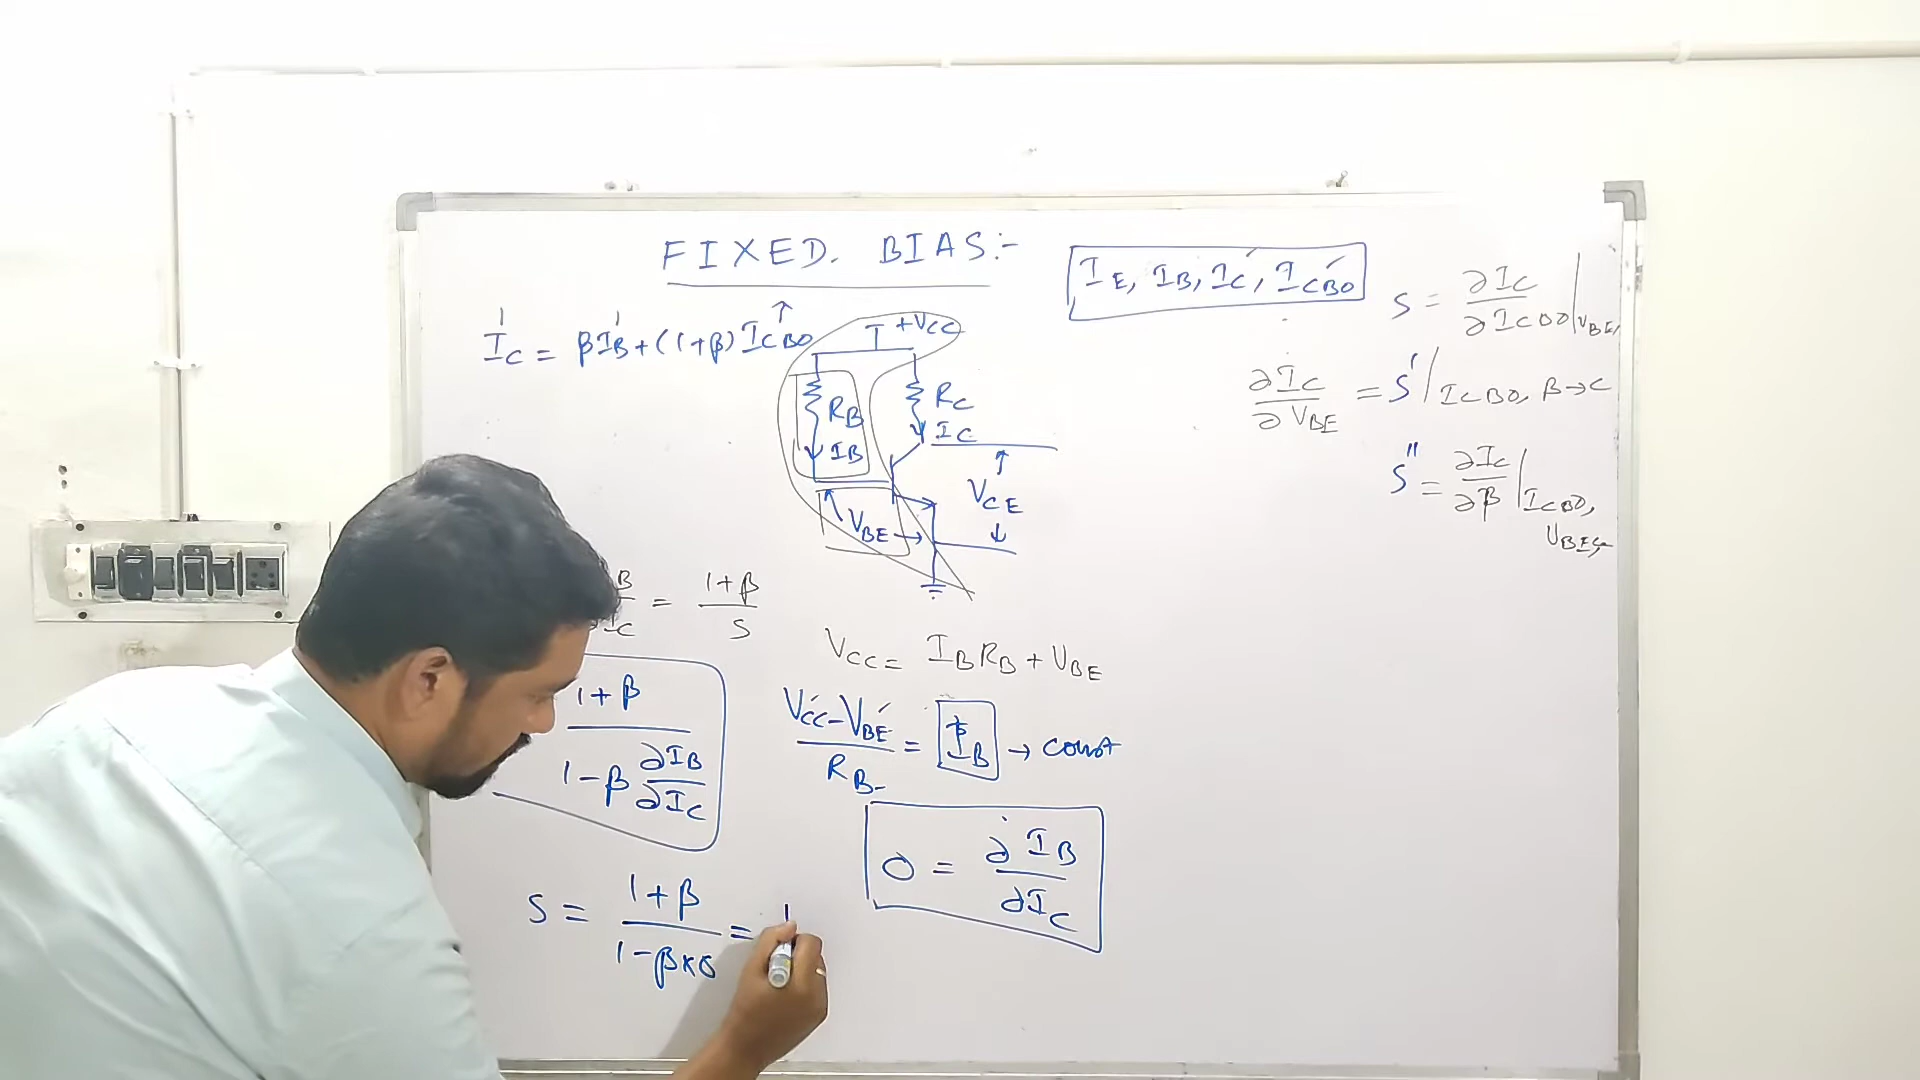 FIXED. BIAS:-
I_E, I_B, I_C, I_CBO
I_C = βI_B + (1+β) I_CBO
+V_CC
R_B
R_C
I_B
I_C
V_CE
V_BE
S = ∂I_C / ∂I_COO | V_BE,
∂I_C / ∂V_BE = S' / I_CBO, β→C
S'' = ∂I_C / ∂β | I_CBO, V_BE,
= 1+β / S
1+β / 1-β ∂I_B / ∂I_C
V_CC = I_B R_B + V_BE
V_CC - V_BE / R_B = I_B → const
0 = ∂I_B / ∂I_C
S = 1+β / 1-β×0 = 1